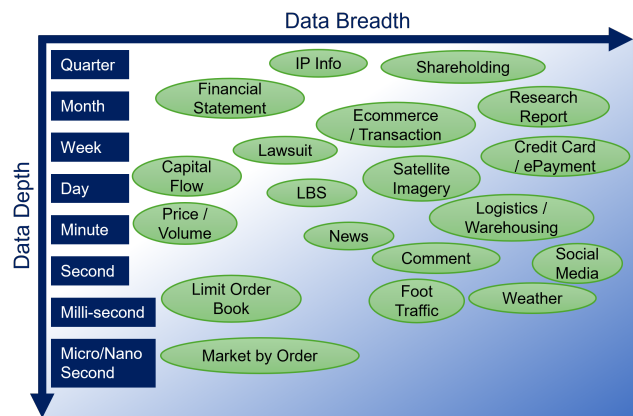 Data Breadth
Data Depth
Quarter
IP Info
Shareholding
Financial
Statement
Month
Research
Report
Ecommerce
/ Transaction
Week
Lawsuit
Credit Card
/ ePayment
Capital
Flow
Satellite
Imagery
Day
LBS
Price /
Volume
Logistics /
Warehousing
Minute
News
Comment
Social
Media
Second
Limit Order
Book
Foot
Traffic
Weather
Milli-second
Micro/Nano
Second
Market by Order